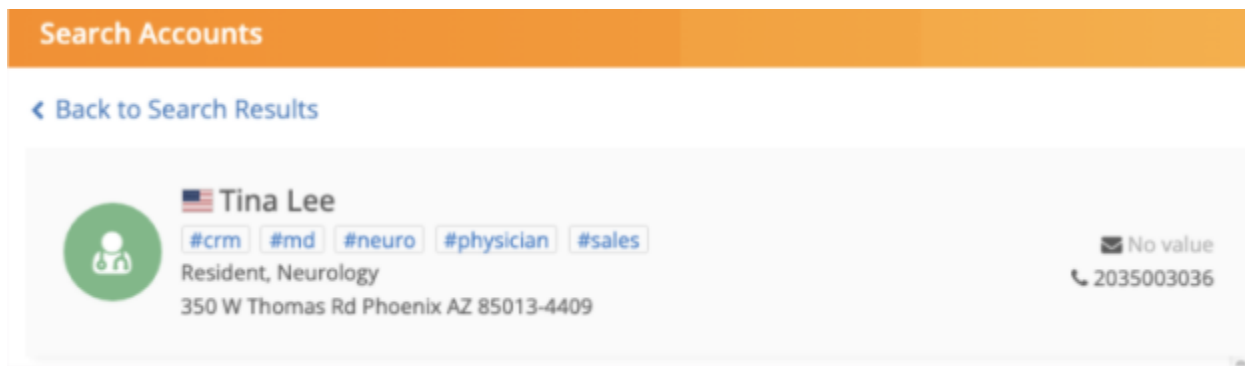 Search Accounts
Back to Search Results
Tina Lee
#crm #md #neuro #physician #sales
Resident, Neurology
350 W Thomas Rd Phoenix AZ 85013-4409
No value
2035003036